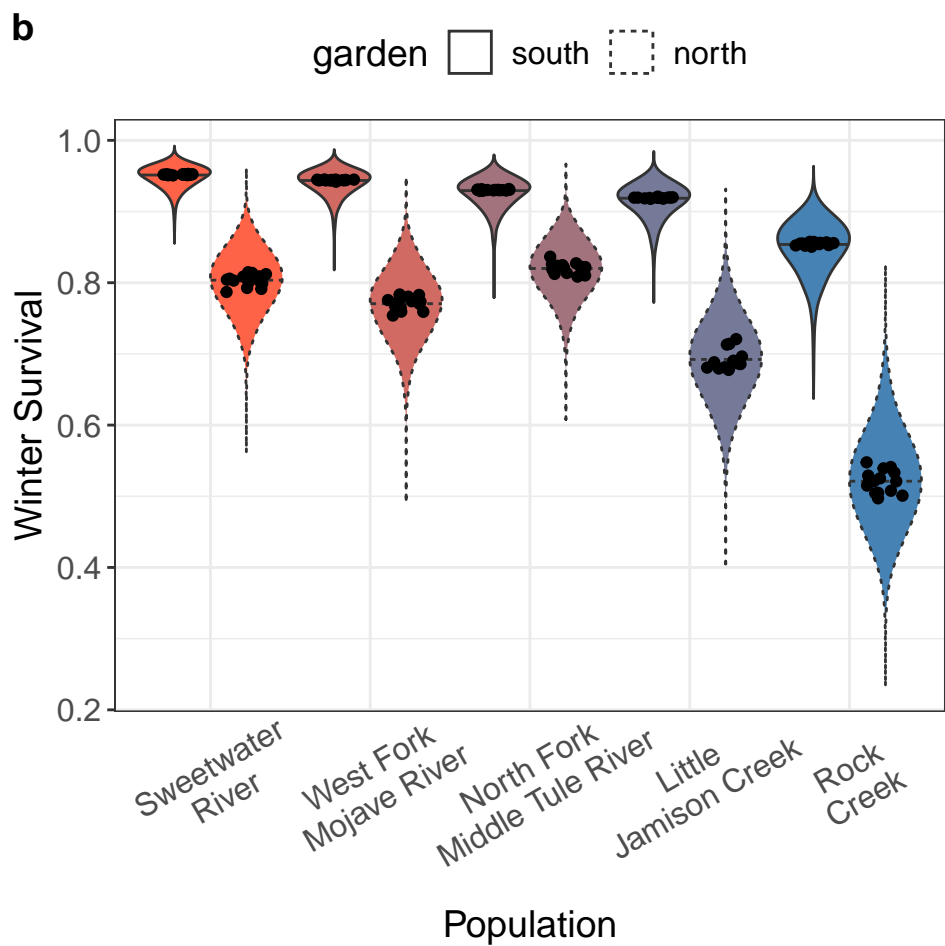 b
garden south north
Winter Survival
1.0
0.8
0.6
0.4
0.2
Sweetwater
River
West Fork
Mojave River
North Fork
Middle Tule River
Little
Jamison Creek
Rock
Creek
Population